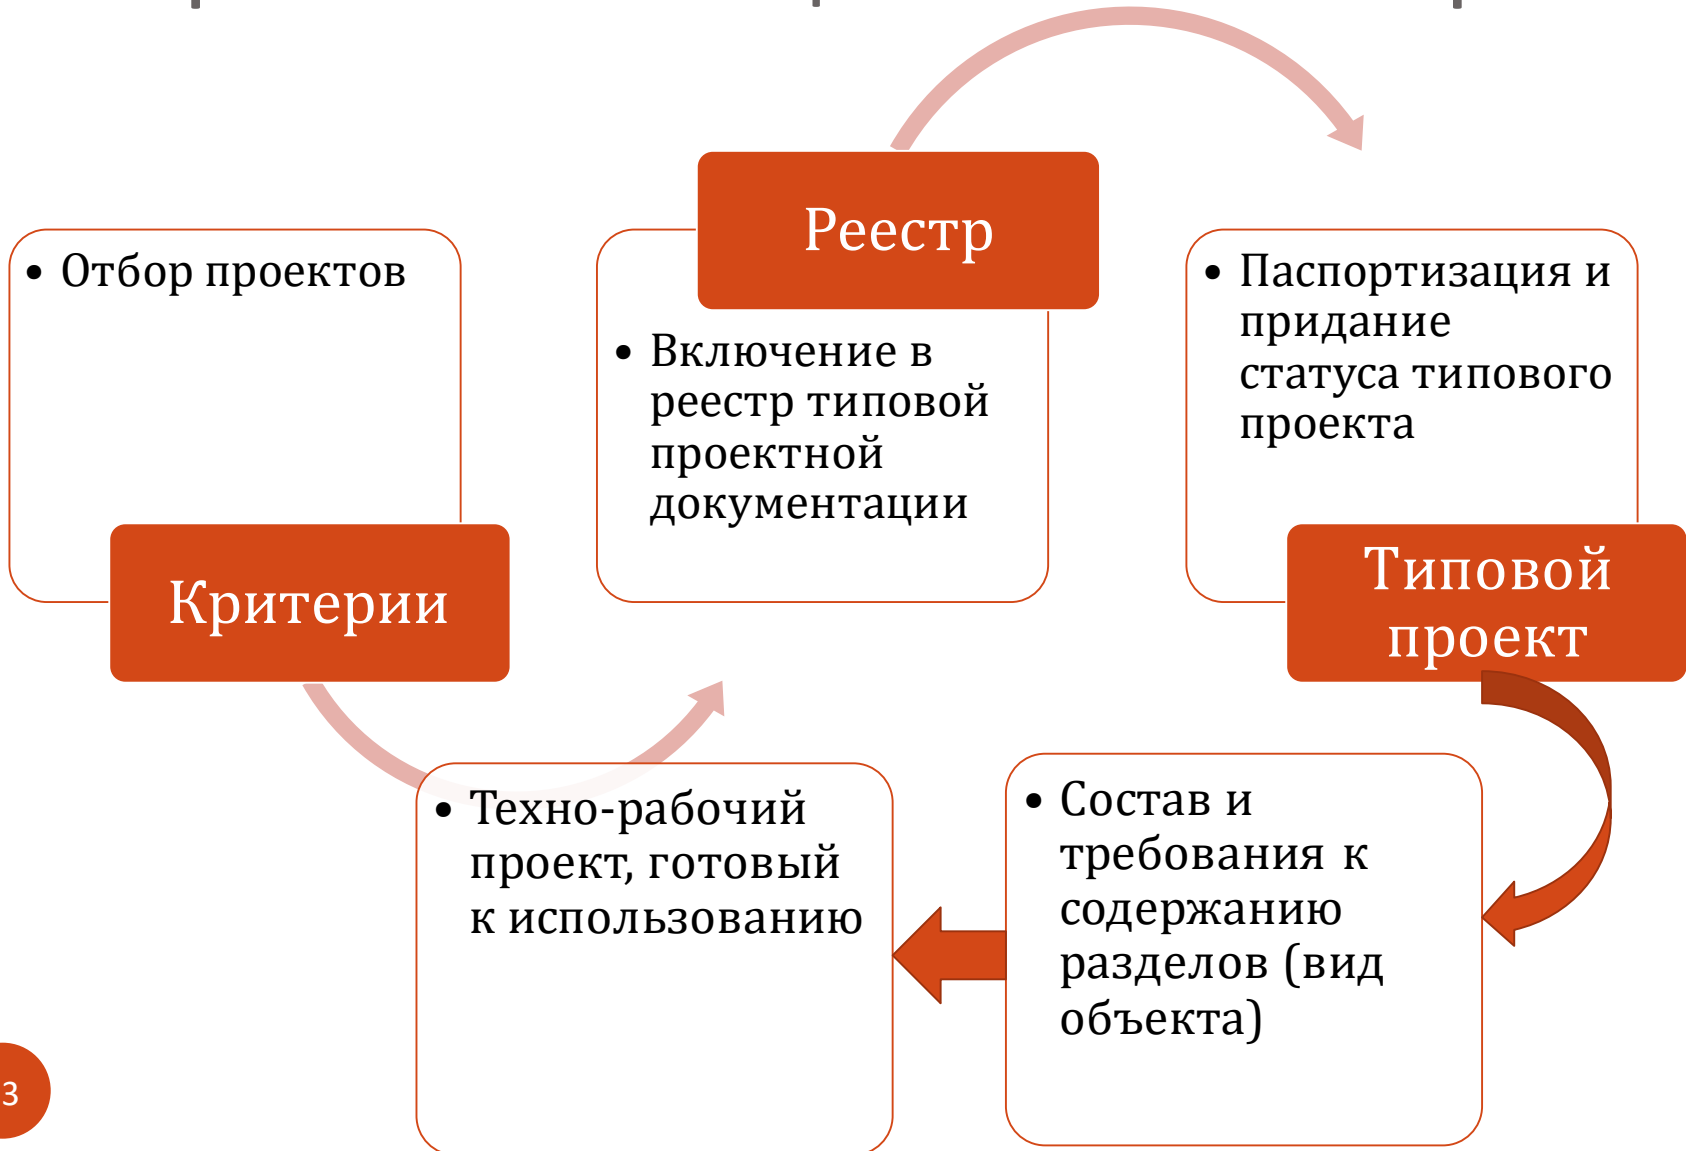 • Отбор проектов
Критерии
Реестр
• Включение в
реестр типовой
проектной
документации
• Паспортизация и
придание
статуса типового
проекта
Типовой
проект
• Состав и
требования к
содержанию
разделов (вид
объекта)
• Техно-рабочий
проект, готовый
к использованию
3